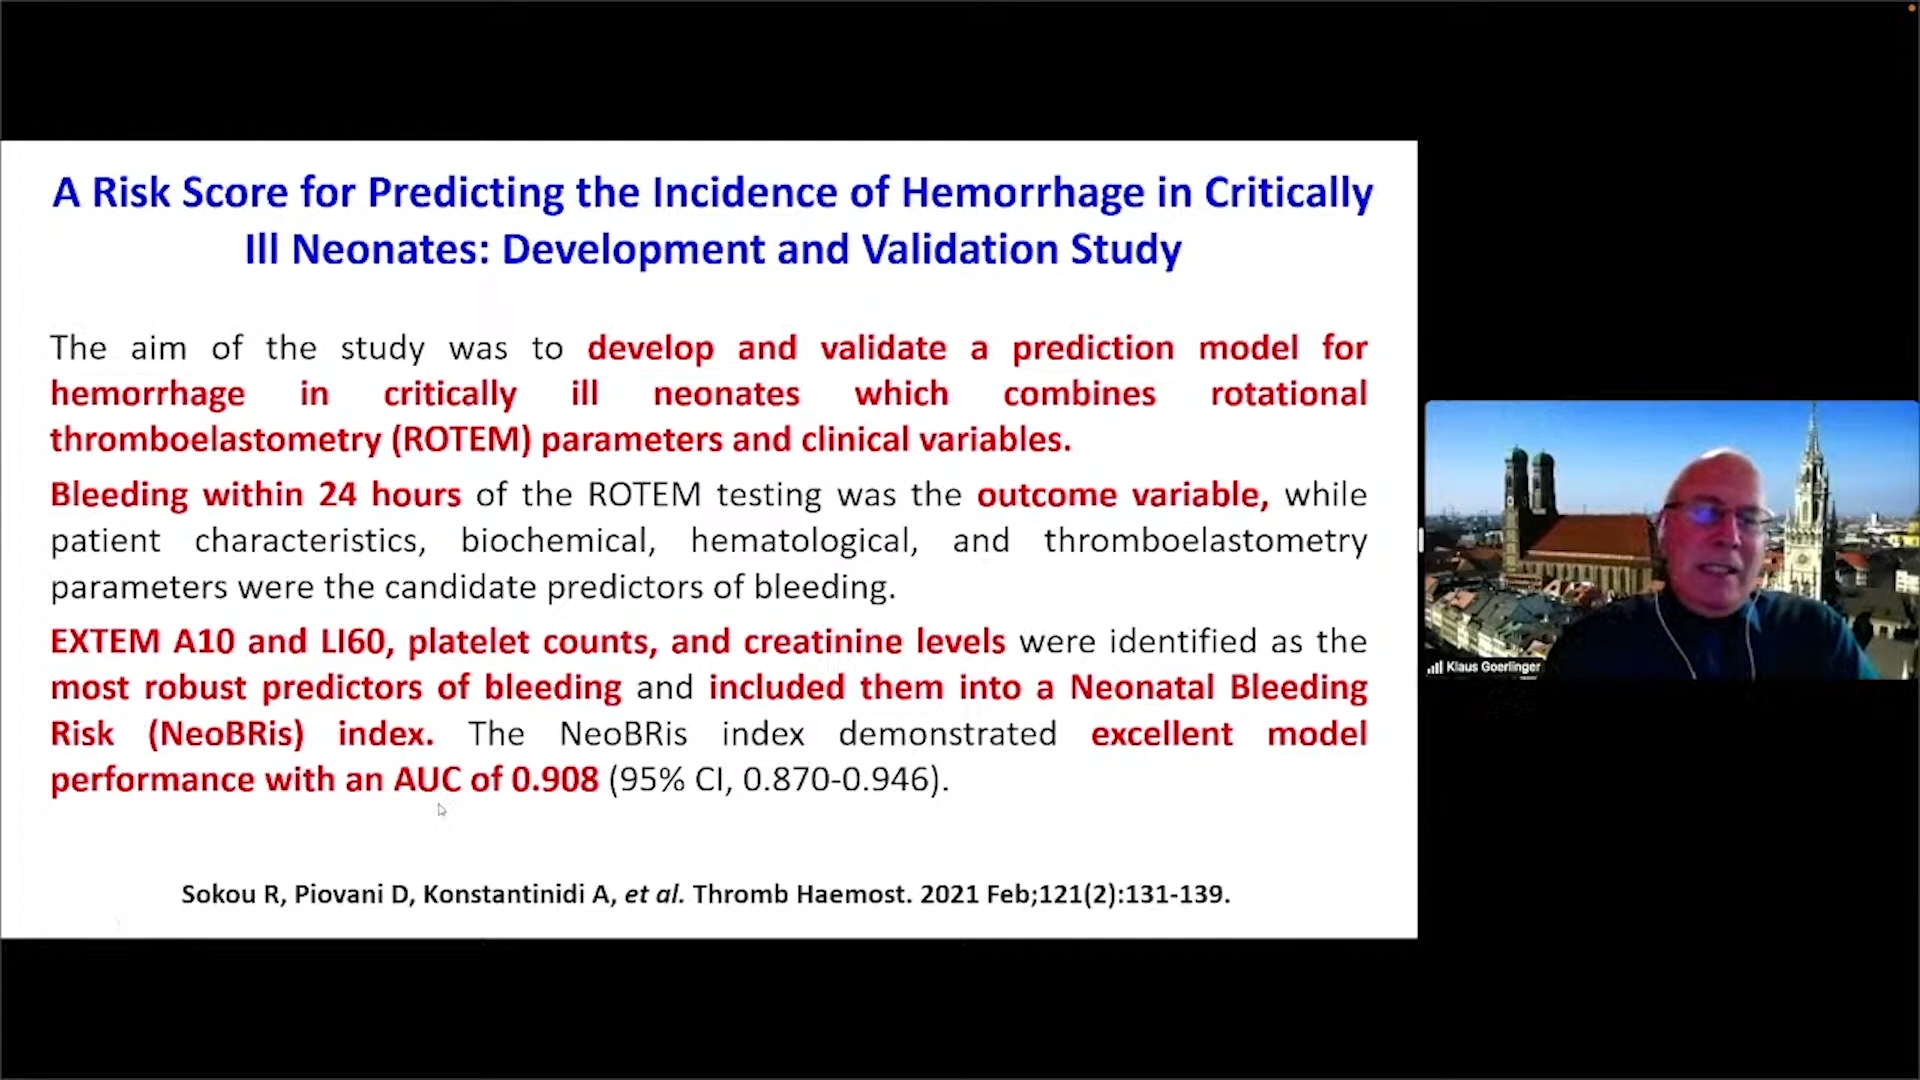 A Risk Score for Predicting the Incidence of Hemorrhage in Critically
Ill Neonates: Development and Validation Study
The aim of the study was to develop and validate a prediction model for
hemorrhage in critically ill neonates which combines rotational
thromboelastometry (ROTEM) parameters and clinical variables.
Bleeding within 24 hours of the ROTEM testing was the outcome variable, while
patient characteristics, biochemical, hematological, and thromboelastometry
parameters were the candidate predictors of bleeding.
EXTEM A10 and LI60, platelet counts, and creatinine levels were identified as the
most robust predictors of bleeding and included them into a Neonatal Bleeding
Risk (NeoBRis) index. The NeoBRis index demonstrated excellent model
performance with an AUC of 0.908 (95% CI, 0.870-0.946).
Sokou R, Piovani D, Konstantinidi A, et al. Thromb Haemost. 2021 Feb;121(2):131-139.
Klaus Goerlinger